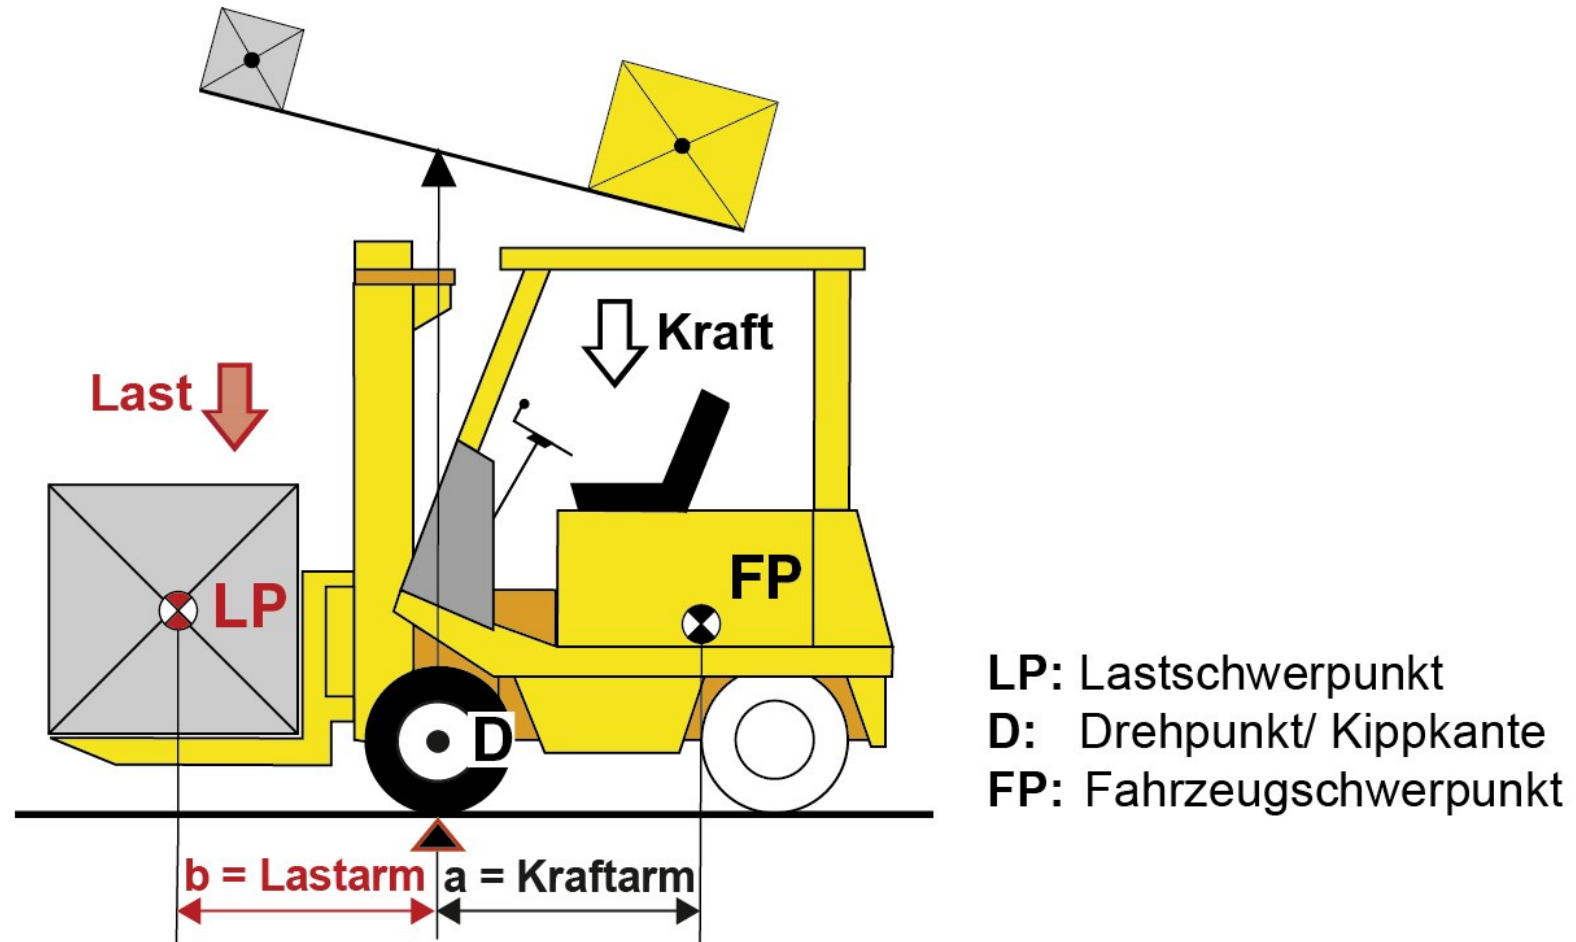 Kraft
Last
LP
FP
D
LP: Lastschwerpunkt
D: Drehpunkt/ Kippkante
FP: Fahrzeugschwerpunkt
b = Lastarm
a = Kraftarm